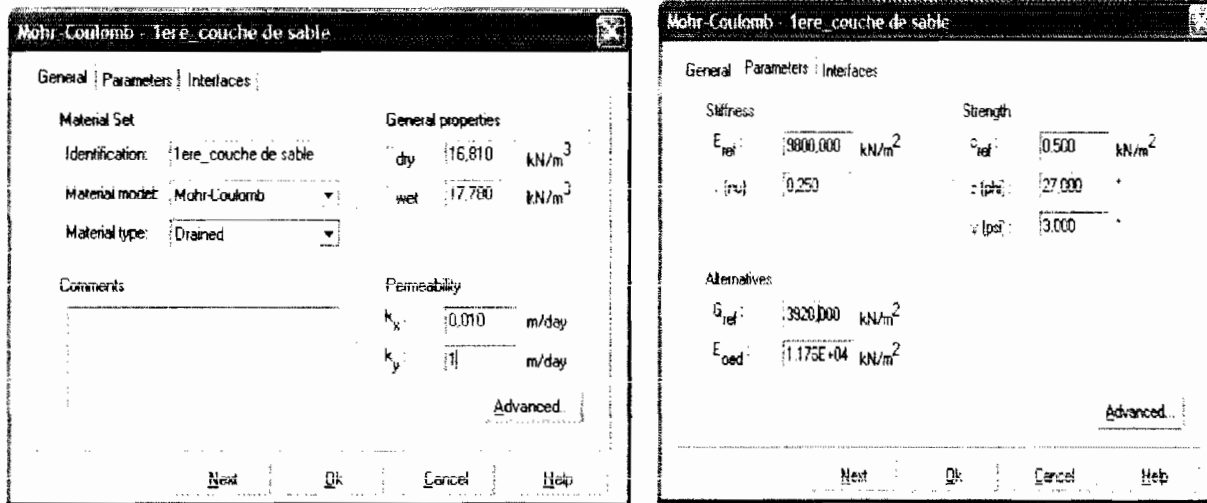 Mohr-Coulomb - 1ere_couche de sable
General Parameters Interfaces
Material Set
Identification: 1ere_couche de sable
Material model: Mohr-Coulomb
Material type: Drained
General properties
dry 16,810 kN/m³
wet 17,780 kN/m³
Comments
Permeability
kx: 0,010 m/day
ky: 1 m/day
Advanced..
Next Ok Cancel Help
Mohr-Coulomb - 1ere_couche de sable
General Parameters Interfaces
Stiffness
Eref: 9800,000 kN/m²
(nu) 0,250
Strength
cref: 0,500 kN/m²
(phi): 27,000 °
(psi): 3,000 °
Alternatives
Gref: 3920,000 kN/m²
Eoed: 1.176E+04 kN/m²
Advanced...
Next Ok Cancel Help